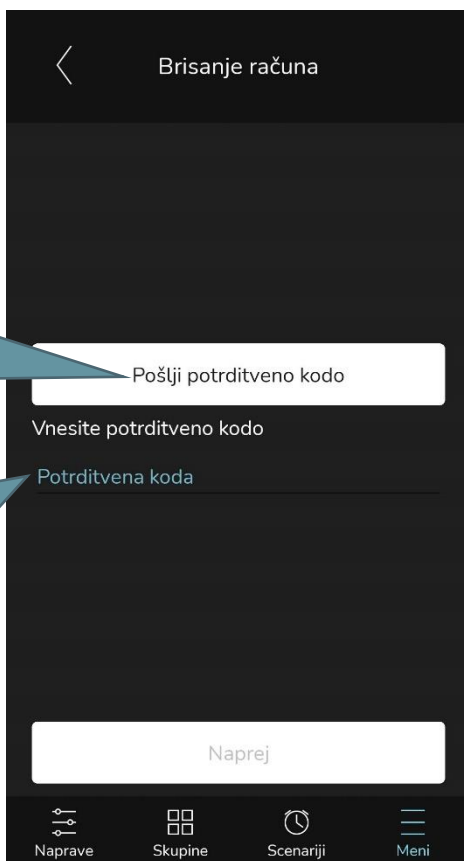 Brisanje računa
Pošlji potrditveno kodo
Vnesite potrditveno kodo
Potrditvena koda
Naprej
Naprave Skupine Scenariji Meni